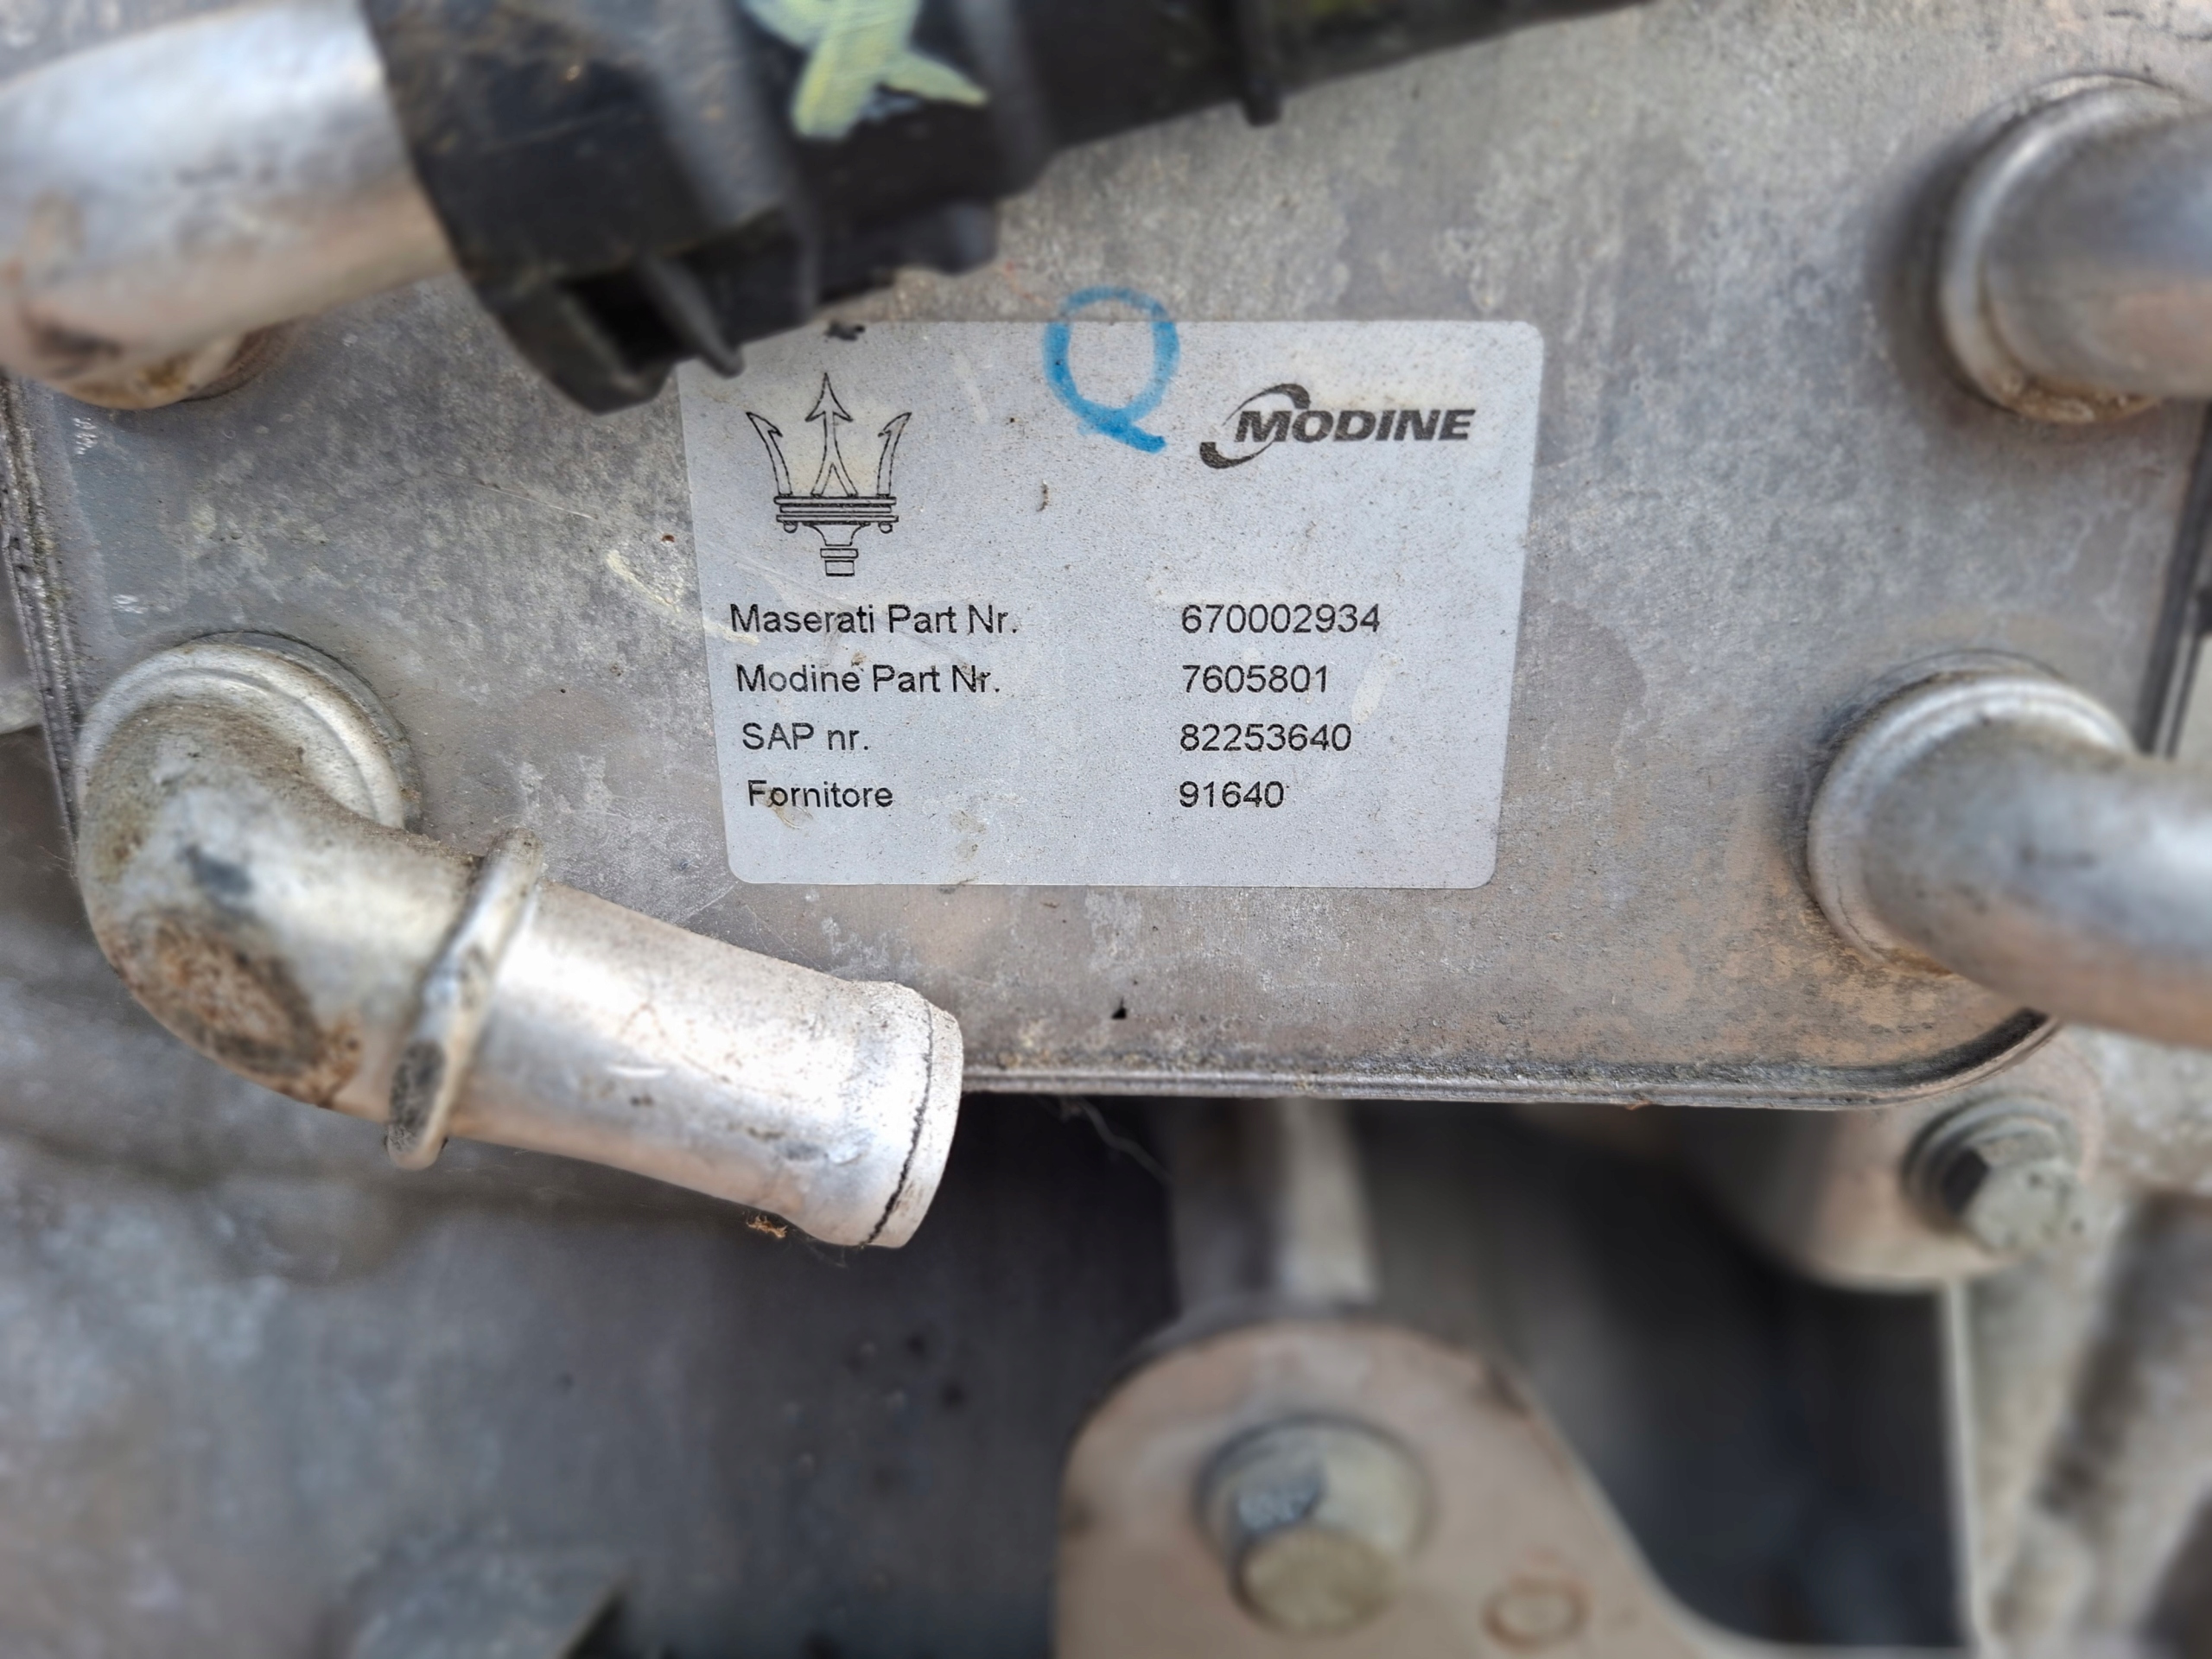 Q
MODINE
Maserati Part Nr. 670002934
Modine Part Nr. 7605801
SAP nr. 82253640
Fornitore 91640